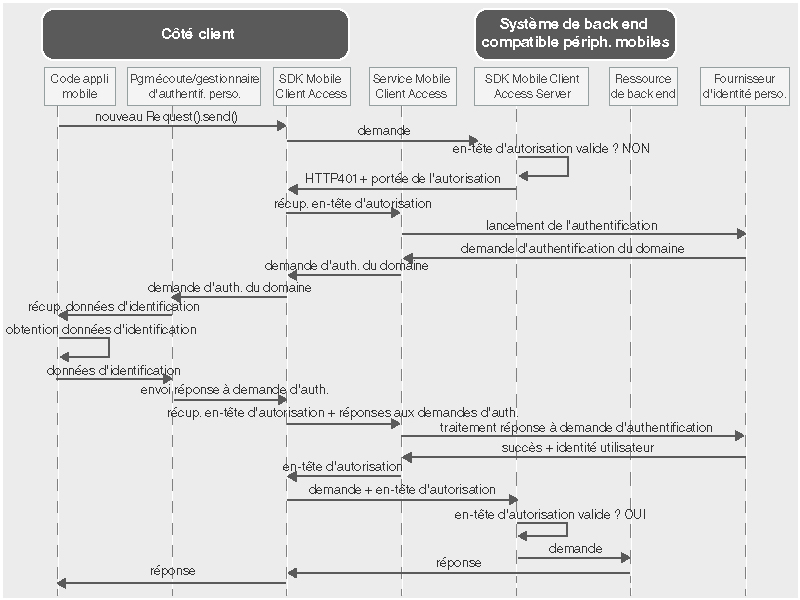 Côté client
Système de back end
compatible périph. mobiles
Code appli
mobile
Pgm écoute/gestionnaire
d'authentif. perso.
SDK Mobile
Client Access
Service Mobile
Client Access
SDK Mobile Client
Access Server
Ressource
de back end
Fournisseur
d'identité perso.
nouveau Request().send()
demande
en-tête d'autorisation valide ? NON
HTTP401 + portée de l'autorisation
récup. en-tête d'autorisation
lancement de l'authentification
demande d'authentification du domaine
demande d'auth. du domaine
demande d'auth. du domaine
récup. données d'identification
obtention données d'identification
données d'identification
envoi réponse à demande d'auth.
récup. en-tête d'autorisation + réponses aux demandes d'auth.
traitement réponse à demande d'authentification
succès + identité utilisateur
en-tête d'autorisation
demande + en-tête d'autorisation
en-tête d'autorisation valide ? OUI
demande
réponse
réponse